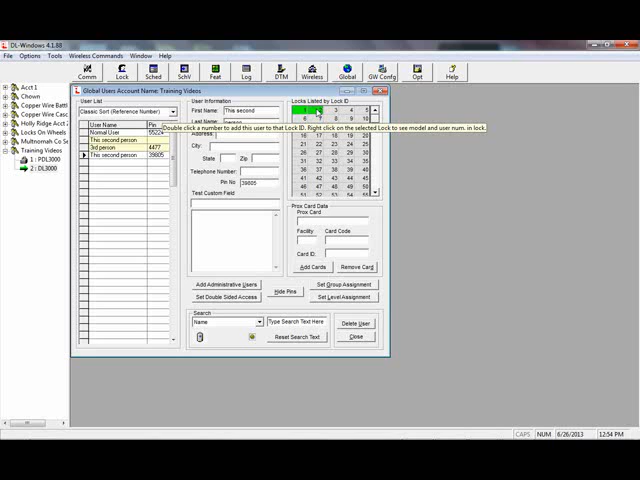 DL-Windows 4.1.88
File Options Tools Wireless Commands Window Help
Comm Lock Sched SchV Feat Log DTM Wireless Global GW Config Opt Help
Acct 1
Chown
Copper Wire Battl
Copper Wire Casc
Holly Ridge Acct 2
Locks On Wheels
Multnomah Co Se
Training Videos
1 : PDL3000
2 : DL3000
Global Users Account Name: Training Videos
User List
Classic Sort (Reference Number)
User Name Pin
Normal User 55224
This second person
3rd person 4477
This second person 39805
User Information
First Name: This second
Last Name: person
Address:
City:
State Zip
Telephone Number:
Pin No 39805
Test Custom Field
Locks Listed by Lock ID
1 3 4 5
6 8 9 10
Double click a number to add this user to that Lock ID. Right click on the selected Lock to see model and user num. in lock.
16 17 18 19 20
21 22 23 24 25
26 27 28 29 30
31 32 33 34 35
36 37 38 39 40
41 42 43 44 45
46 47 48 49 50
51 52 53 54 55
Prox Card Data
Prox Card
Facility Card Code
Card ID:
Add Cards Remove Card
Add Administrative Users
Set Double Sided Access
Hide Pins
Set Group Assignment
Set Level Assignment
Search
Name Type Search Text Here
Reset Search Text
Delete User
Close
CAPS NUM 6/26/2013 12:54 PM